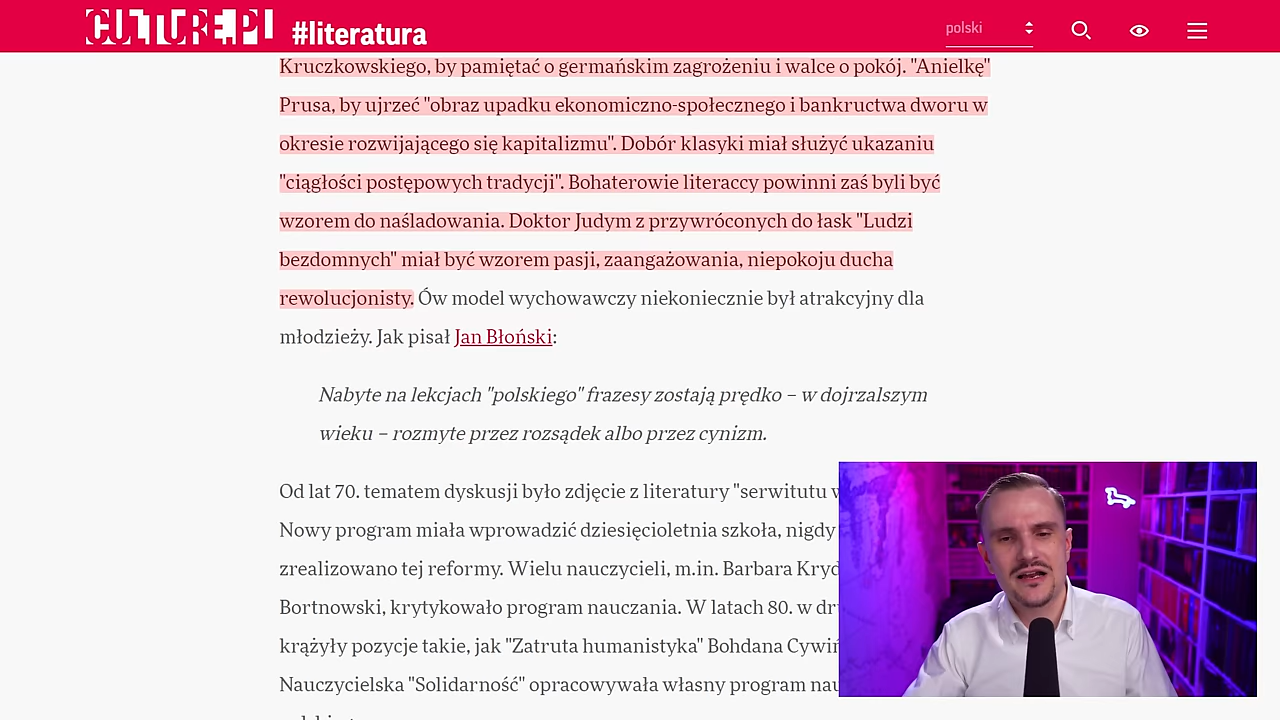 CULTURE.PL #literatura polski
Kruczkowskiego, by pamiętać o germańskim zagrożeniu i walce o pokój. "Anielkę"
Prusa, by ujrzeć "obraz upadku ekonomiczno-społecznego i bankructwa dworu w
okresie rozwijającego się kapitalizmu". Dobór klasyki miał służyć ukazaniu
"ciągłości postępowych tradycji". Bohaterowie literaccy powinni zaś byli być
wzorem do naśladowania. Doktor Judym z przywróconych do łask "Ludzi
bezdomnych" miał być wzorem pasji, zaangażowania, niepokoju ducha
rewolucjonisty. Ów model wychowawczy niekoniecznie był atrakcyjny dla
młodzieży. Jak pisał Jan Błoński:
Nabyte na lekcjach "polskiego" frazesy zostają prędko – w dojrzalszym
wieku – rozmyte przez rozsądek albo przez cynizm.
Od lat 70. tematem dyskusji było zdjęcie z literatury "serwitutu
Nowy program miała wprowadzić dziesięcioletnia szkoła, nigdy
zrealizowano tej reformy. Wielu nauczycieli, m.in. Barbara
Bortnowski, krytykowało program nauczania. W latach 80. w
krążyły pozycje takie, jak "Zatruta humanistyka" Bohdana
Nauczycielska "Solidarność" opracowywała własny program